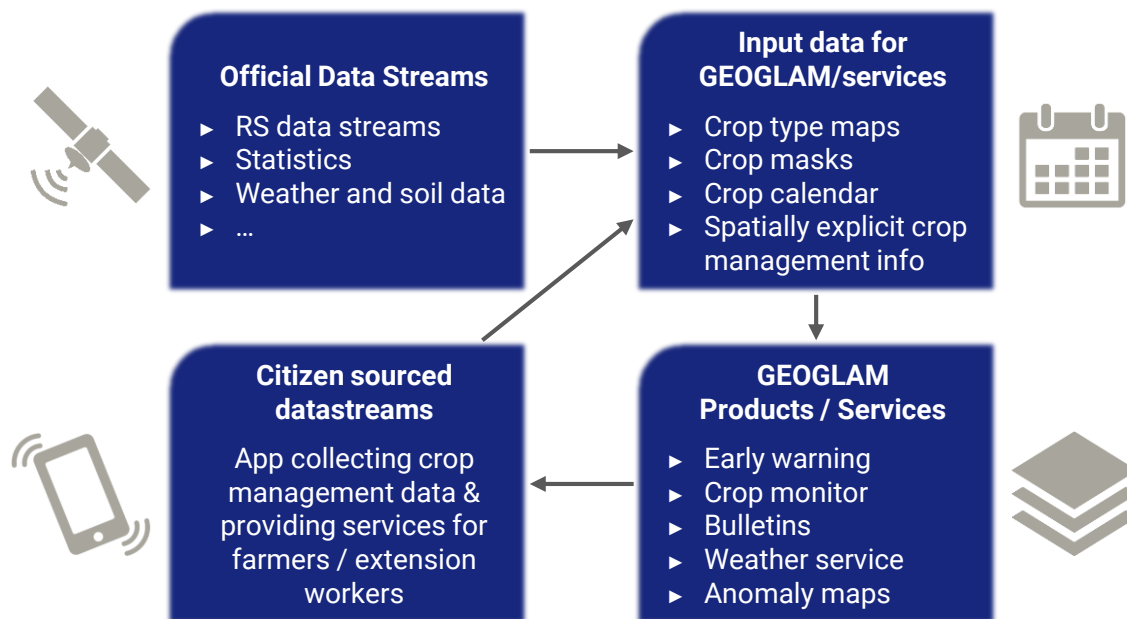 Official Data Streams
► RS data streams
► Statistics
► Weather and soil data
► ...
Input data for
GEOGLAM/services
► Crop type maps
► Crop masks
► Crop calendar
► Spatially explicit crop
management info
Citizen sourced
datastreams
App collecting crop
management data &
providing services for
farmers / extension
workers
GEOGLAM
Products / Services
► Early warning
► Crop monitor
► Bulletins
► Weather service
► Anomaly maps